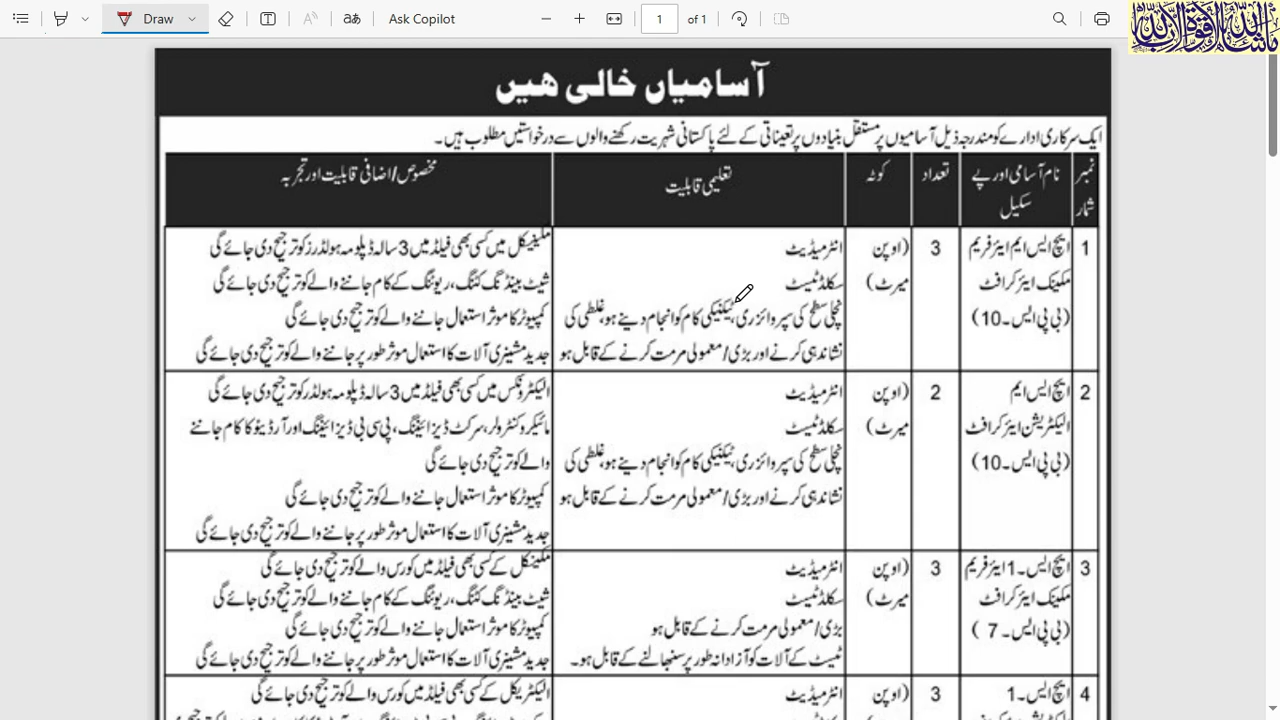 Draw
Ask Copilot
1 of 1
ماشاءاللہ لاقوۃ الاباللہ
آسامیاں خالی ہیں
ایک سرکاری ادارے کو مندرجہ ذیل آسامیوں پر مستقل بنیادوں پر تعیناتی کے لئے پاکستانی شہریت رکھنے والوں سے درخواستیں مطلوب ہیں۔
نمبر شمار
نام آسامی اور پے سکیل
تعداد
کوٹہ
تعلیمی قابلیت
مخصوص/اضافی قابلیت اور تجربہ
1
ایچ ایس ایم ایئر فریم
مکینک ایئر کرافٹ
(بی پی ایس۔10)
3
(اوپن
میرٹ)
انٹرمیڈیٹ
سکلڈ ٹیسٹ
نچلی سطح کی سپروائزری، ٹیکنیکی کام کو انجام دینے ہو، غلطی کی
نشاندہی کرنے اور بڑی/معمولی مرمت کرنے کے قابل ہو
مکینیکل میں کسی بھی فیلڈ میں 3 سالہ ڈپلومہ ہولڈرز کو ترجیح دی جائے گی
شیٹ بینڈنگ کٹنگ، ریوٹنگ کے کام جاننے والے کو ترجیح دی جائے گی
کمپیوٹر کا موثر استعمال جاننے والے کو ترجیح دی جائے گی
جدید مشینری آلات کا استعمال موثر طور پر جاننے والے کو ترجیح دی جائے گی
2
ایچ ایس ایم
الیکٹریشن ایئر کرافٹ
(بی پی ایس۔10)
2
(اوپن
میرٹ)
انٹرمیڈیٹ
سکلڈ ٹیسٹ
نچلی سطح کی سپروائزری، ٹیکنیکی کام کو انجام دینے ہو، غلطی کی
نشاندہی کرنے اور بڑی/معمولی مرمت کرنے کے قابل ہو
الیکٹرونکس میں کسی بھی فیلڈ میں 3 سالہ ڈپلومہ ہولڈر کو ترجیح دی جائے گی
مائیکرو کنٹرولر، سرکٹ ڈیزائیننگ، پی سی بی ڈیزائیننگ اور آرڈینو کا کام جاننے
والے کو ترجیح دی جائے گی
کمپیوٹر کا موثر استعمال جاننے والے کو ترجیح دی جائے گی
جدید مشینری آلات کا استعمال موثر طور پر جاننے والے کو ترجیح دی جائے گی
3
ایچ ایس۔1 ایئر فریم
مکینک ایئر کرافٹ
(بی پی ایس۔ 7 )
3
(اوپن
میرٹ)
انٹرمیڈیٹ
سکلڈ ٹیسٹ
بڑی/معمولی مرمت کرنے کے قابل ہو
ٹیسٹ کے آلات کو آزادانہ طور پر سنبھالنے کے قابل ہو۔
مکینکل کے کسی بھی فیلڈ میں کورس والے کو ترجیح دی جائے گی
شیٹ بینڈنگ کٹنگ، ریوٹنگ کے کام جاننے والے کو ترجیح دی جائے گی
کمپیوٹر کا موثر استعمال جاننے والے کو ترجیح دی جائے گی
جدید مشینری آلات کا استعمال موثر طور پر جاننے والے کو ترجیح دی جائے گی
4
ایچ ایس۔1
3
(اوپن
انٹرمیڈیٹ
الیکٹریکل کے کسی بھی فیلڈ میں کورس والے کو ترجیح دی جائے گی